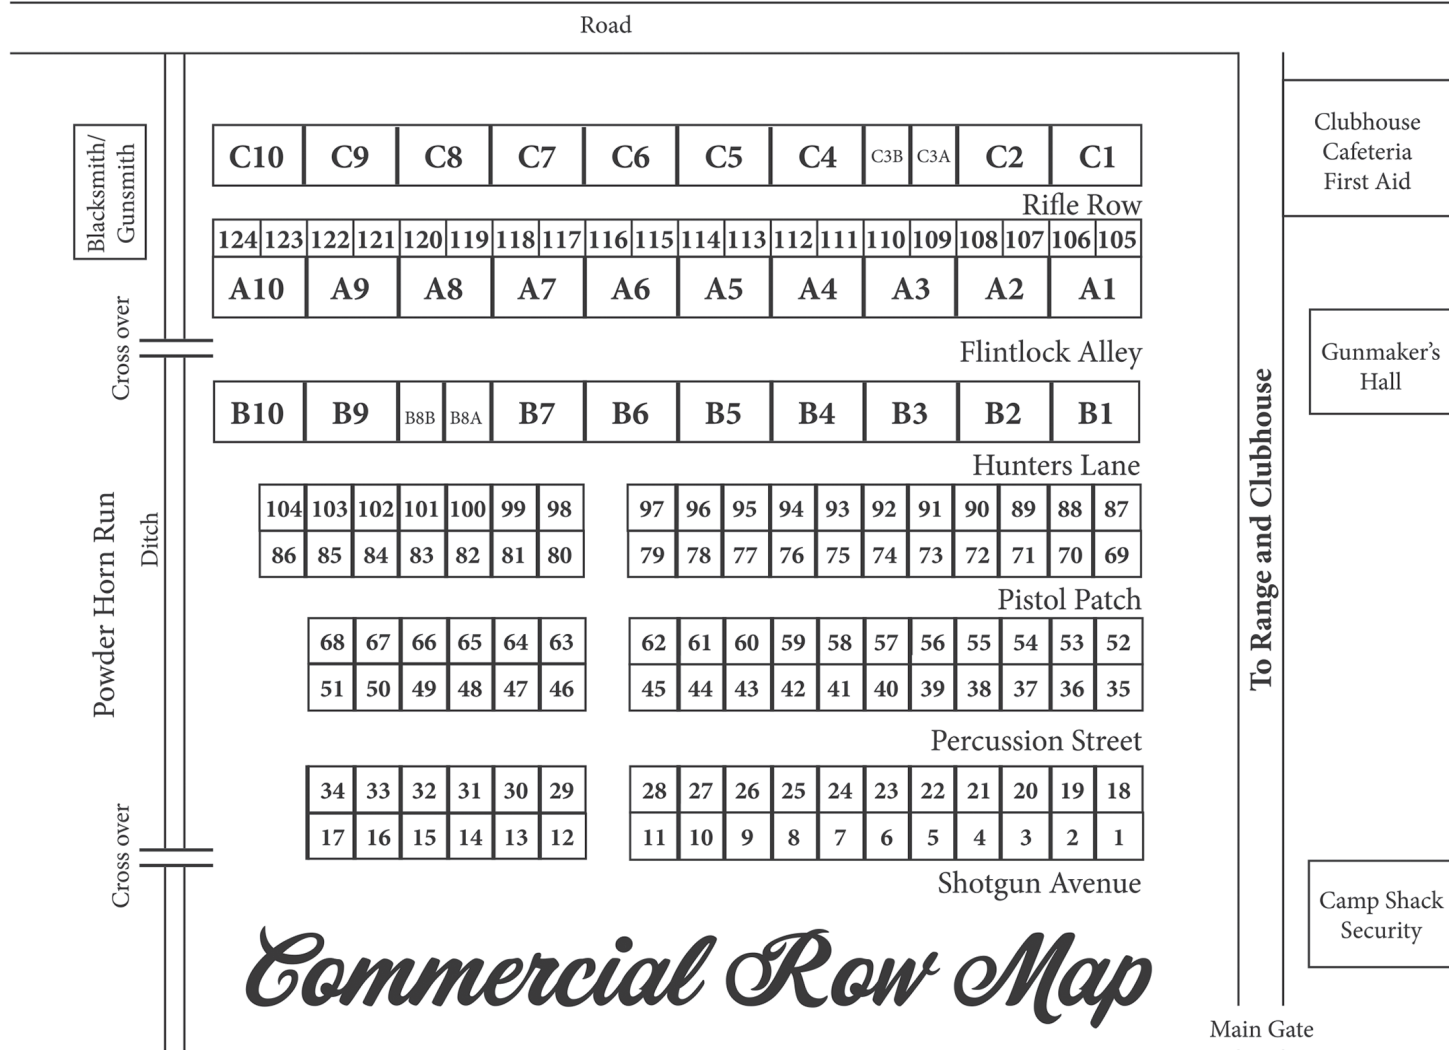 Road
Blacksmith/
Gunsmith
C10 C9 C8 C7 C6 C5 C4 C3B C3A C2 C1
Clubhouse
Cafeteria
First Aid
Rifle Row
124 123 122 121 120 119 118 117 116 115 114 113 112 111 110 109 108 107 106 105
A10 A9 A8 A7 A6 A5 A4 A3 A2 A1
Cross over
Flintlock Alley
Gunmaker's
Hall
B10 B9 B8B B8A B7 B6 B5 B4 B3 B2 B1
Hunters Lane
To Range and Clubhouse
Powder Horn Run
Ditch
104 103 102 101 100 99 98 97 96 95 94 93 92 91 90 89 88 87
86 85 84 83 82 81 80 79 78 77 76 75 74 73 72 71 70 69
Pistol Patch
68 67 66 65 64 63 62 61 60 59 58 57 56 55 54 53 52
51 50 49 48 47 46 45 44 43 42 41 40 39 38 37 36 35
Percussion Street
34 33 32 31 30 29 28 27 26 25 24 23 22 21 20 19 18
17 16 15 14 13 12 11 10 9 8 7 6 5 4 3 2 1
Cross over
Shotgun Avenue
Camp Shack
Security
Commercial Row Map
Main Gate